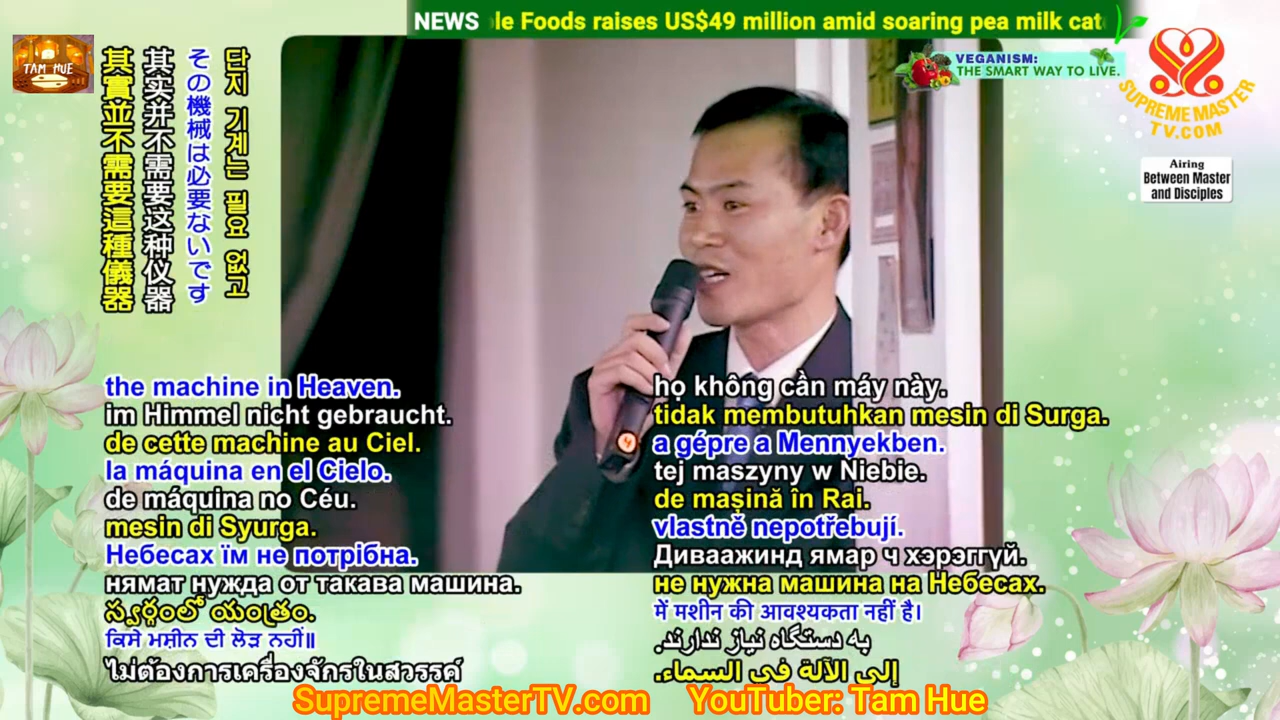 NEWS le Foods raises US$49 million amid soaring pea milk cat
TAM HUE
VEGANISM:
THE SMART WAY TO LIVE.
SUPREME MASTER
TV.COM
Airing
Between Master
and Disciples
단지 기계는 필요 없고
その機械は必要ないです
其实并不需要这种仪器
其實並不需要這種儀器
the machine in Heaven.
im Himmel nicht gebraucht.
de cette machine au Ciel.
la máquina en el Cielo.
de máquina no Céu.
mesin di Syurga.
Небесах їм не потрібна.
нямат нужда от такава машина.
స్వర్గంలో యంత్రం.
ਕਿਸੇ ਮਸ਼ੀਨ ਦੀ ਲੋੜ ਨਹੀਂ॥
ไม่ต้องการเครื่องจักรในสวรรค์
họ không cần máy này.
tidak membutuhkan mesin di Surga.
a gépre a Mennyekben.
tej maszyny w Niebie.
de mașină în Rai.
vlastně nepotřebují.
Диваажинд ямар ч хэрэггүй.
не нужна машина на Небесах.
में मशीन की आवश्यकता नहीं है।
به دستگاه نیاز ندارند.
إلى الآلة في السماء.
SupremeMasterTV.com YouTuber: Tam Hue